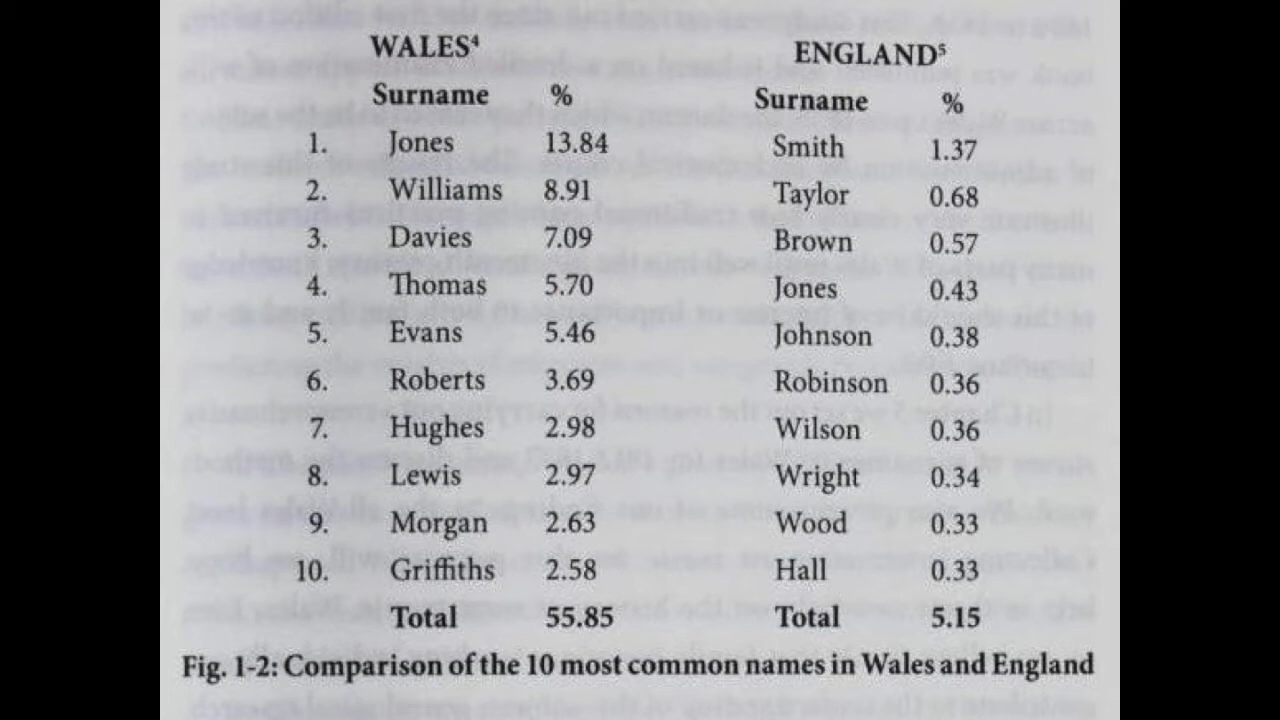 WALES⁴ ENGLAND⁵
Surname % Surname %
1. Jones 13.84 Smith 1.37
2. Williams 8.91 Taylor 0.68
3. Davies 7.09 Brown 0.57
4. Thomas 5.70 Jones 0.43
5. Evans 5.46 Johnson 0.38
6. Roberts 3.69 Robinson 0.36
7. Hughes 2.98 Wilson 0.36
8. Lewis 2.97 Wright 0.34
9. Morgan 2.63 Wood 0.33
10. Griffiths 2.58 Hall 0.33
Total 55.85 Total 5.15
Fig. 1-2: Comparison of the 10 most common names in Wales and England